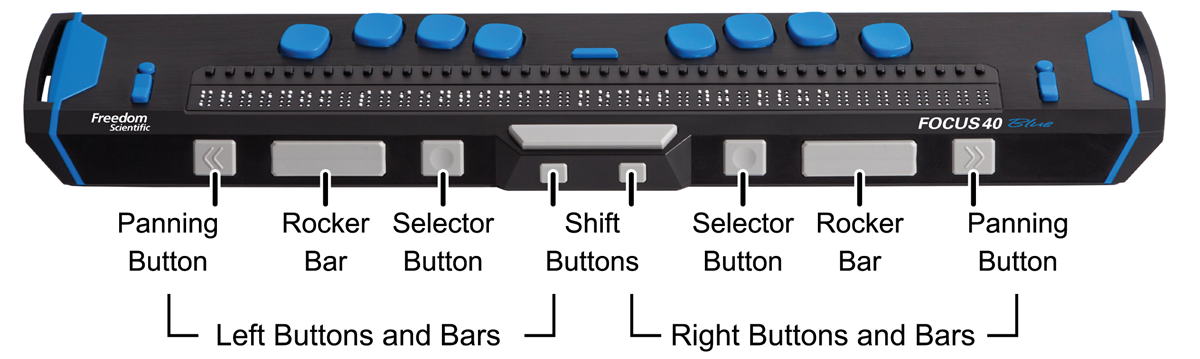 Freedom
Scientific
FOCUS 40 Blue
Panning Button
Rocker Bar
Selector Button
Shift Buttons
Selector Button
Rocker Bar
Panning Button
Left Buttons and Bars
Right Buttons and Bars